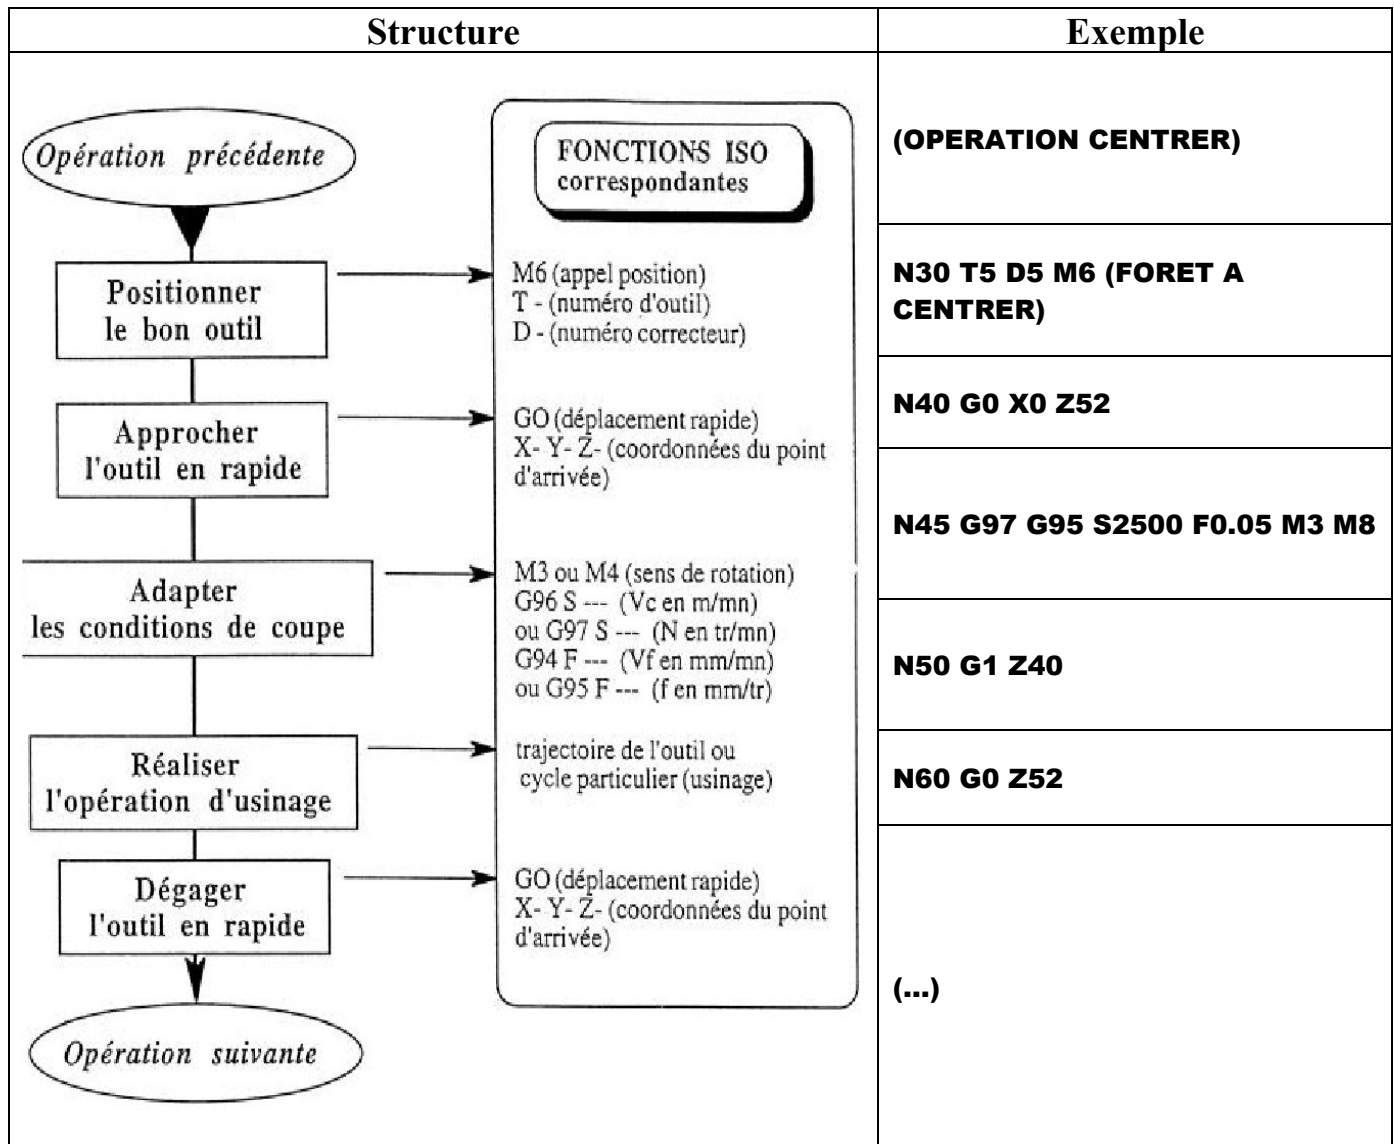 Structure
Exemple
Opération précédente
Positionner
le bon outil
Approcher
l'outil en rapide
Adapter
les conditions de coupe
Réaliser
l'opération d'usinage
Dégager
l'outil en rapide
Opération suivante
FONCTIONS ISO
correspondantes
M6 (appel position)
T - (numéro d'outil)
D - (numéro correcteur)
GO (déplacement rapide)
X- Y- Z- (coordonnées du point
d'arrivée)
M3 ou M4 (sens de rotation)
G96 S --- (Vc en m/mn)
ou G97 S --- (N en tr/mn)
G94 F --- (Vf en mm/mn)
ou G95 F --- (f en mm/tr)
trajectoire de l'outil ou
cycle particulier (usinage)
GO (déplacement rapide)
X- Y- Z- (coordonnées du point
d'arrivée)
(OPERATION CENTRER)
N30 T5 D5 M6 (FORET A
CENTRER)
N40 G0 X0 Z52
N45 G97 G95 S2500 F0.05 M3 M8
N50 G1 Z40
N60 G0 Z52
(...)